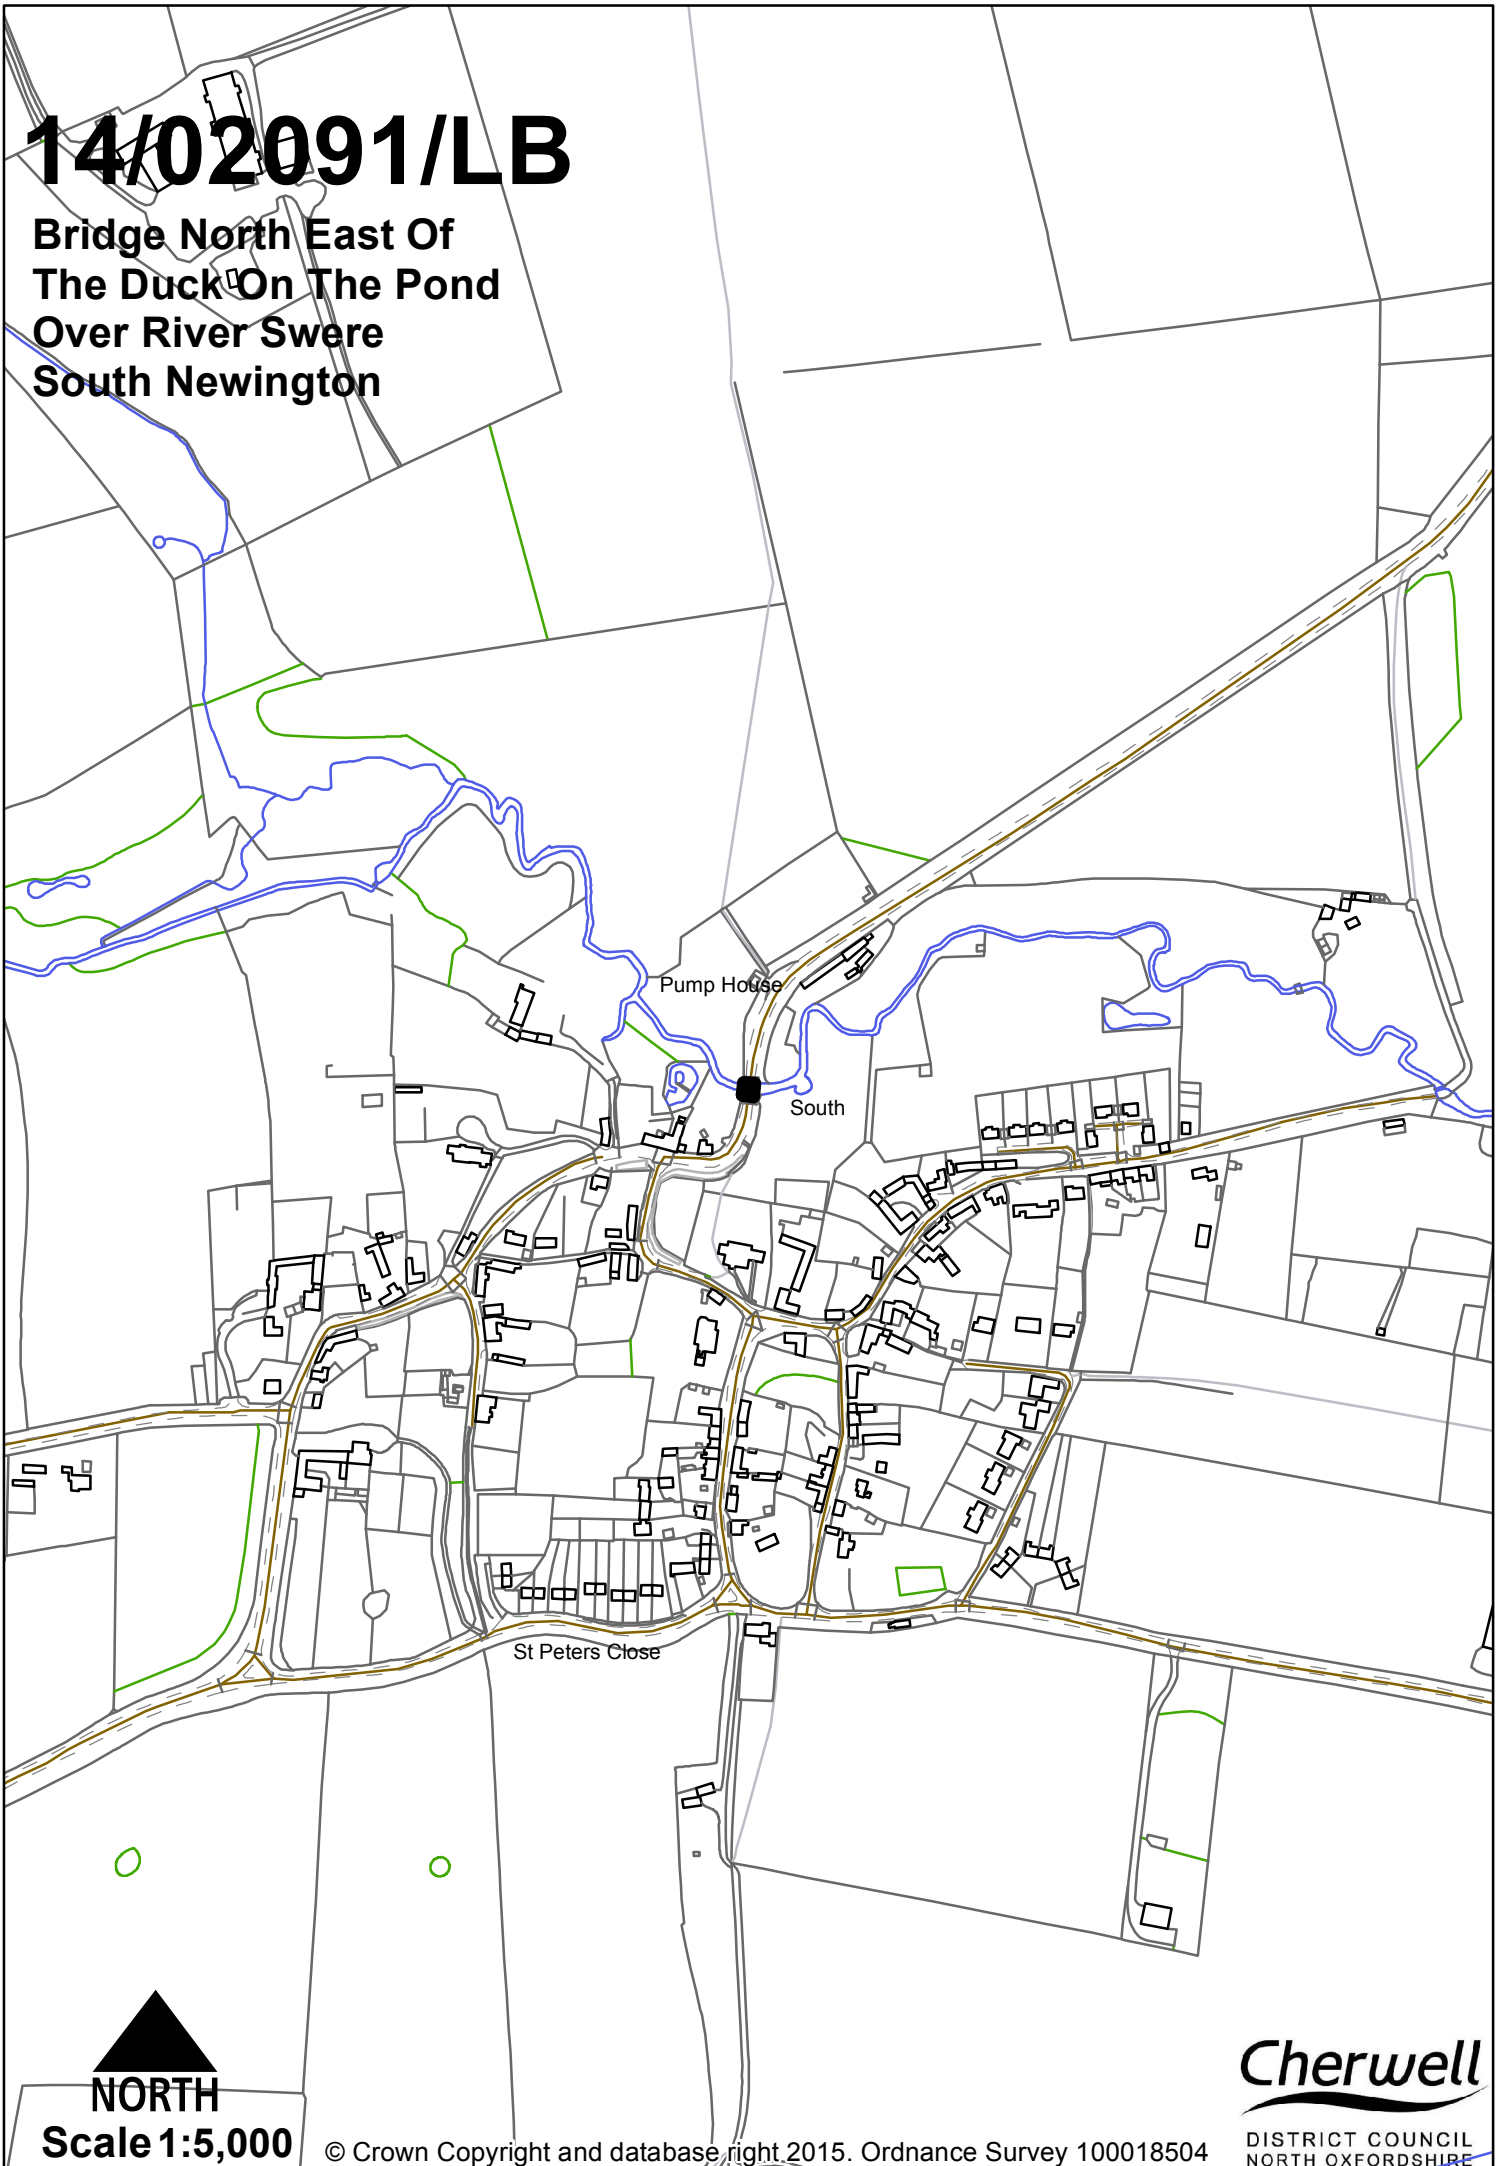 14/02091/LB
Bridge North East Of
The Duck On The Pond
Over River Swere
South Newington
Pump House
South
St Peters Close
NORTH
Scale 1:5,000
© Crown Copyright and database right 2015. Ordnance Survey 100018504
Cherwell
DISTRICT COUNCIL
NORTH OXFORDSHIRE